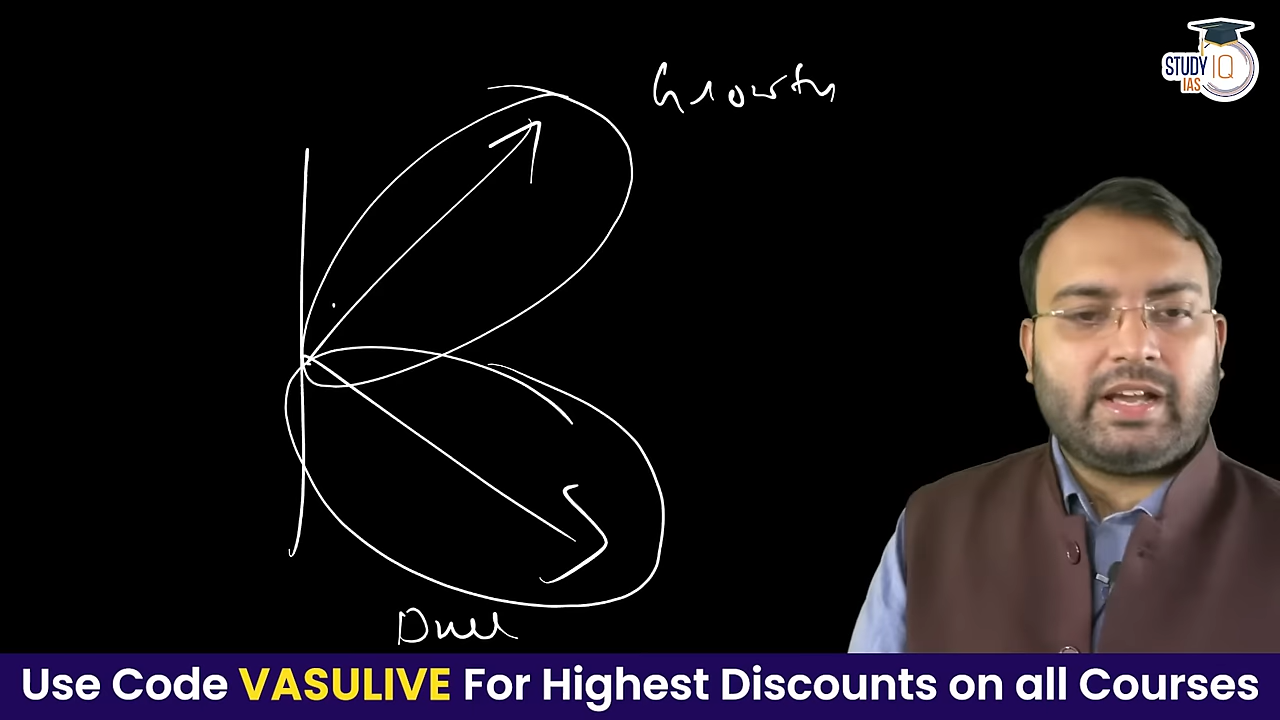 Growth
STUDY IQ
IAS
Dull
Use Code VASULIVE For Highest Discounts on all Courses